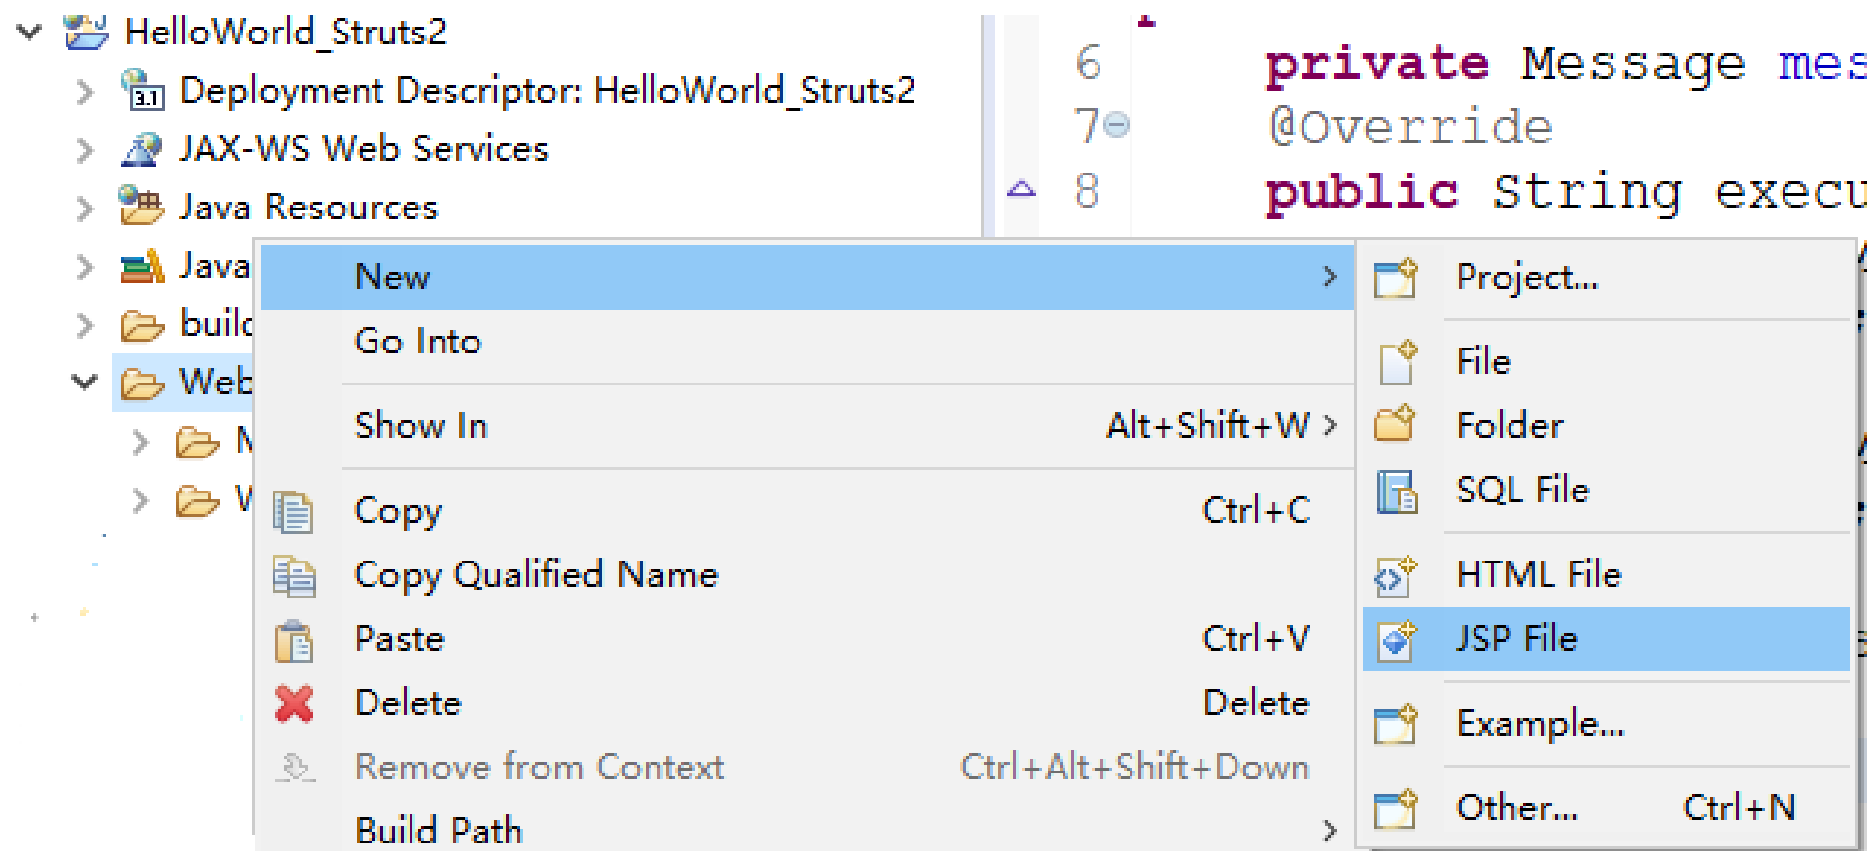 HelloWorld_Struts2
Deployment Descriptor: HelloWorld_Struts2
JAX-WS Web Services
Java Resources
Java
build
Web
6 private Message mes
7 @Override
8 public String execu
New
Go Into
Show In Alt+Shift+W
Copy Ctrl+C
Copy Qualified Name
Paste Ctrl+V
Delete Delete
Remove from Context Ctrl+Alt+Shift+Down
Build Path
Project...
File
Folder
SQL File
HTML File
JSP File
Example...
Other... Ctrl+N